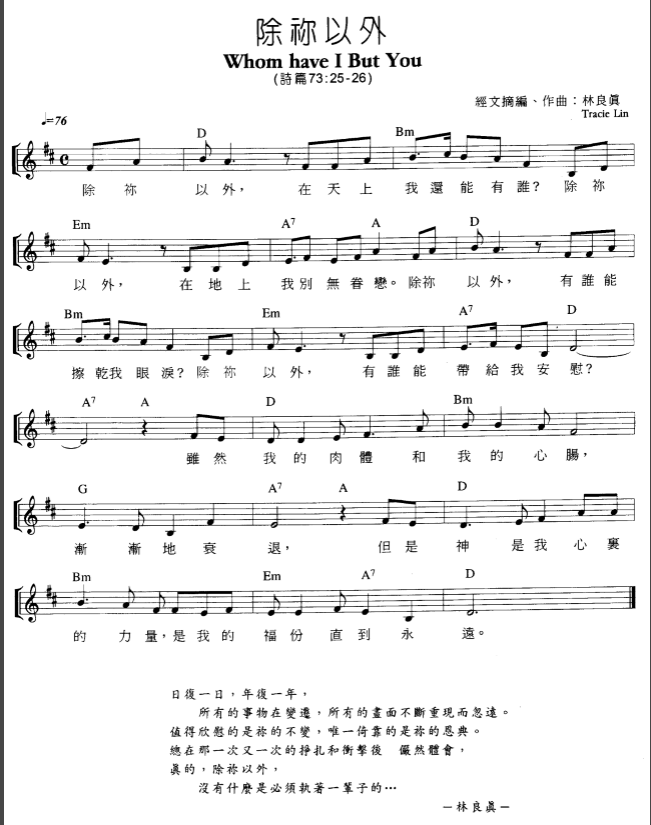 除祢以外
Whom have I But You
(詩篇73:25-26)
經文摘編、作曲：林良眞
Tracie Lin
♩=76
D Bm
除 祢 以 外， 在 天 上 我 還 能 有 誰？ 除 祢
Em A7 A D
以 外， 在 地 上 我 別 無 眷 戀。除 祢 以 外， 有 誰 能
Bm Em A7 D
擦 乾 我 眼 淚？ 除 祢 以 外， 有 誰 能 帶 給 我 安 慰？
A7 A D Bm
雖 然 我 的 肉 體 和 我 的 心 腸，
G A7 A D
漸 漸 地 衰 退， 但 是 神 是 我 心 裏
Bm Em A7 D
的 力 量，是 我 的 福 份 直 到 永 遠。
日復一日，年復一年，
所有的事物在變遷，所有的畫面不斷重現而忽遠。
值得欣慰的是祢的不變，唯一倚靠的是祢的恩典。
總在那一次又一次的掙扎和衝擊後 儼然體會，
眞的，除祢以外，
沒有什麼是必須執著一輩子的…
－林良眞－